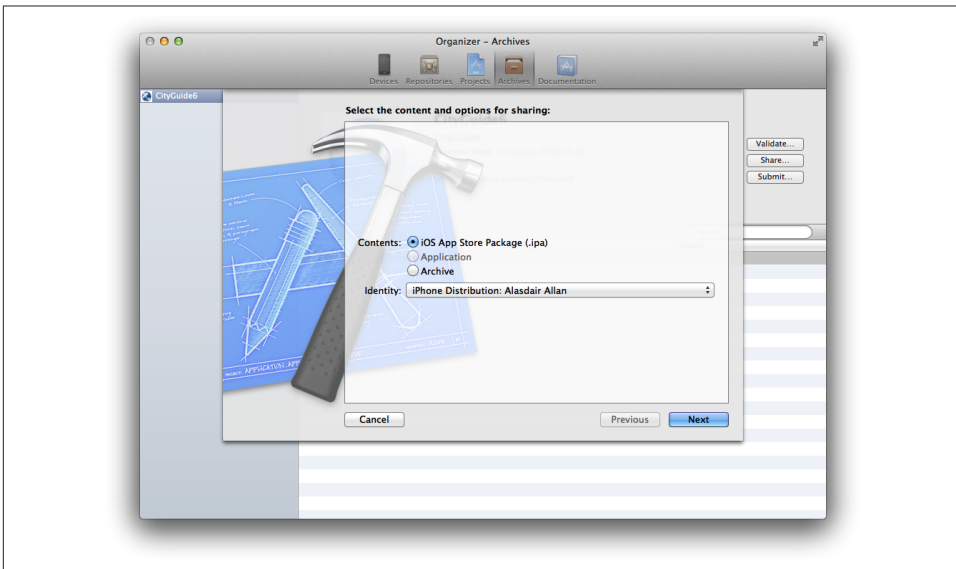 Organizer – Archives
Devices Repositories Projects Archives Documentation
CityGuide6
Select the content and options for sharing:
CityGuide6
Validate...
Share...
Submit...
Contents: iOS App Store Package (.ipa)
Application
Archive
Identity: iPhone Distribution: Alasdair Allan
Cancel Previous Next